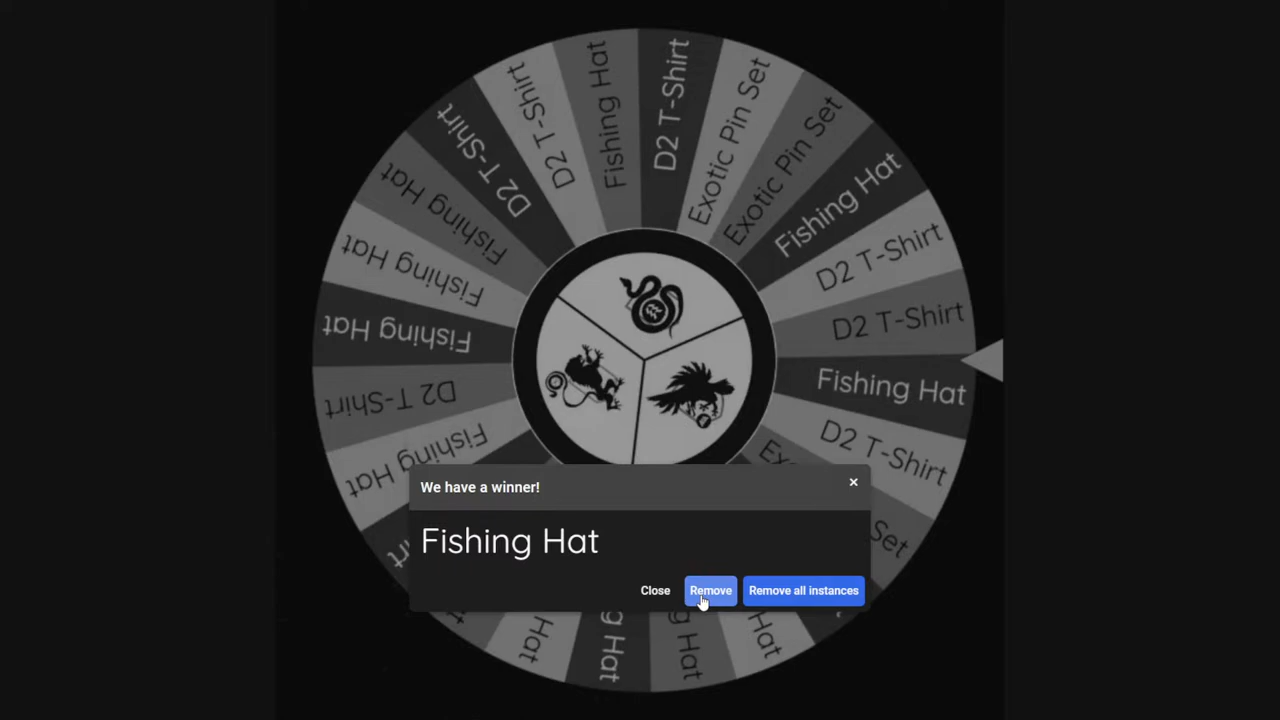 Fishing Hat
D2 T-Shirt
Exotic Pin Set
Exotic Pin Set
Fishing Hat
D2 T-Shirt
D2 T-Shirt
Fishing Hat
D2 T-Shirt
Set
Hat
Hat
Hat
Hat
Fishing Hat
D2 T-Shirt
Fishing Hat
Fishing Hat
Fishing Hat
D2 T-Shirt
D2 T-Shirt
We have a winner!
×
Fishing Hat
Close
Remove
Remove all instances